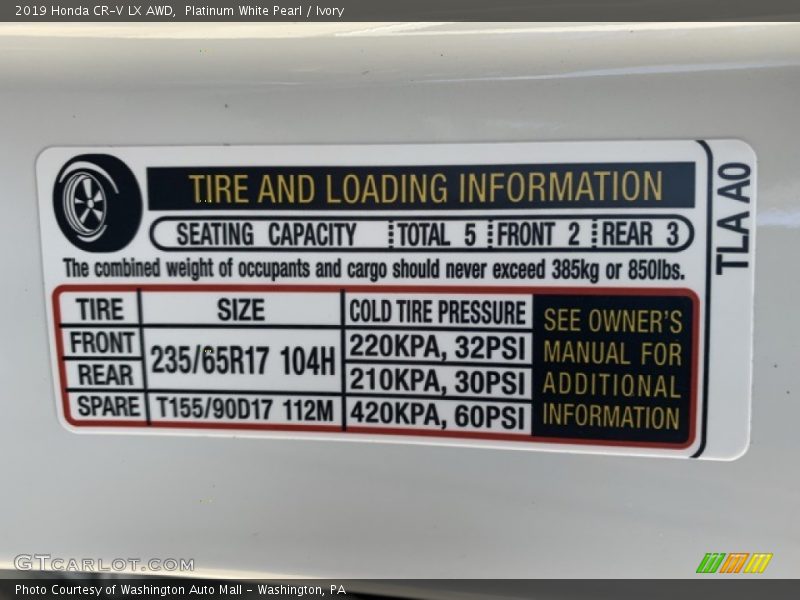 2019 Honda CR-V LX AWD,  Platinum White Pearl / Ivory
TIRE AND LOADING INFORMATION
SEATING CAPACITY TOTAL 5 FRONT 2 REAR 3
The combined weight of occupants and cargo should never exceed 385kg or 850lbs.
TIRE SIZE COLD TIRE PRESSURE
FRONT 235/65R17 104H 220KPA, 32PSI
REAR 210KPA, 30PSI
SPARE T155/90D17 112M 420KPA, 60PSI
SEE OWNER'S
MANUAL FOR
ADDITIONAL
INFORMATION
TLA A0
GTCARLOT.COM
Photo Courtesy of Washington Auto Mall - Washington, PA